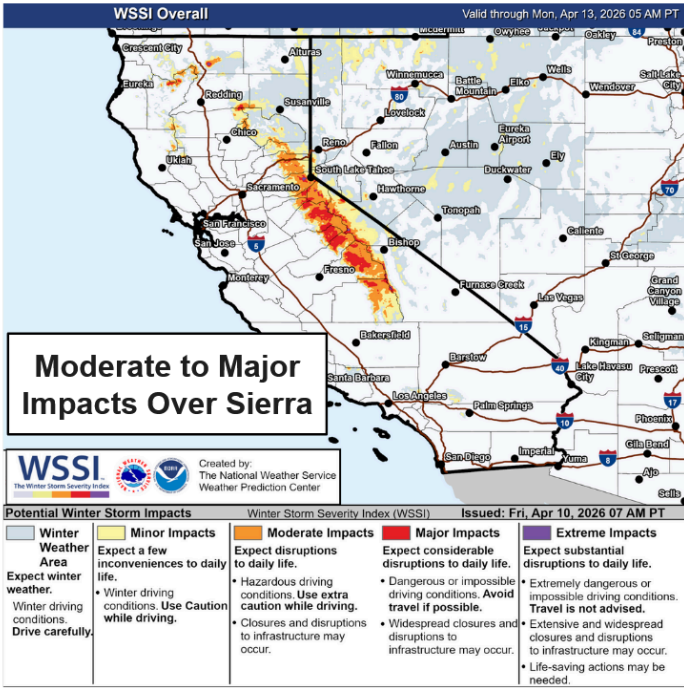 WSSI Overall
Valid through Mon, Apr 13, 2026 05 AM PT
Crescent City
Alturas
McDermitt
Owyhee
Jackpot
Oakley
84
Preston
Eureka
Redding
Susanville
Winnemucca
80
Battle
Mountain
Elko
Wells
Wendover
Salt Lake
City
Lovelock
Chico
Reno
Fallon
Austin
Eureka
Airport
Ely
Duckwater
Ukiah
South Lake Tahoe
Sacramento
Hawthorne
Tonopah
70
San Francisco
San Jose
5
Bishop
Caliente
St George
Monterey
Fresno
Furnace Creek
Las Vegas
Grand
Canyon
Village
15
Bakersfield
Barstow
Kingman
Seligman
40
Lake Havasu
City
Prescott
Santa Barbara
Los Angeles
Palm Springs
17
10
Phoenix
San Diego
Imperial
Yuma
8
Gila Bend
Ajo
Sells
Moderate to Major
Impacts Over Sierra
WSSI
The Winter Storm Severity Index
NOAA
Created by:
The National Weather Service
Weather Prediction Center
Potential Winter Storm Impacts
Winter Storm Severity Index (WSSI)
Issued: Fri, Apr 10, 2026 07 AM PT
Winter
Weather
Area
Expect winter
weather.
Winter driving
conditions.
Drive carefully.
Minor Impacts
Expect a few
inconveniences to daily
life.
• Winter driving
conditions. Use Caution
while driving.
Moderate Impacts
Expect disruptions
to daily life.
• Hazardous driving
conditions. Use extra
caution while driving.
• Closures and disruptions
to infrastructure may
occur.
Major Impacts
Expect considerable
disruptions to daily life.
• Dangerous or impossible
driving conditions. Avoid
travel if possible.
• Widespread closures and
disruptions to
infrastructure may occur.
Extreme Impacts
Expect substantial
disruptions to daily life.
• Extremely dangerous or
impossible driving conditions.
Travel is not advised.
• Extensive and widespread
closures and disruptions
to infrastructure may occur.
• Life-saving actions may be
needed.